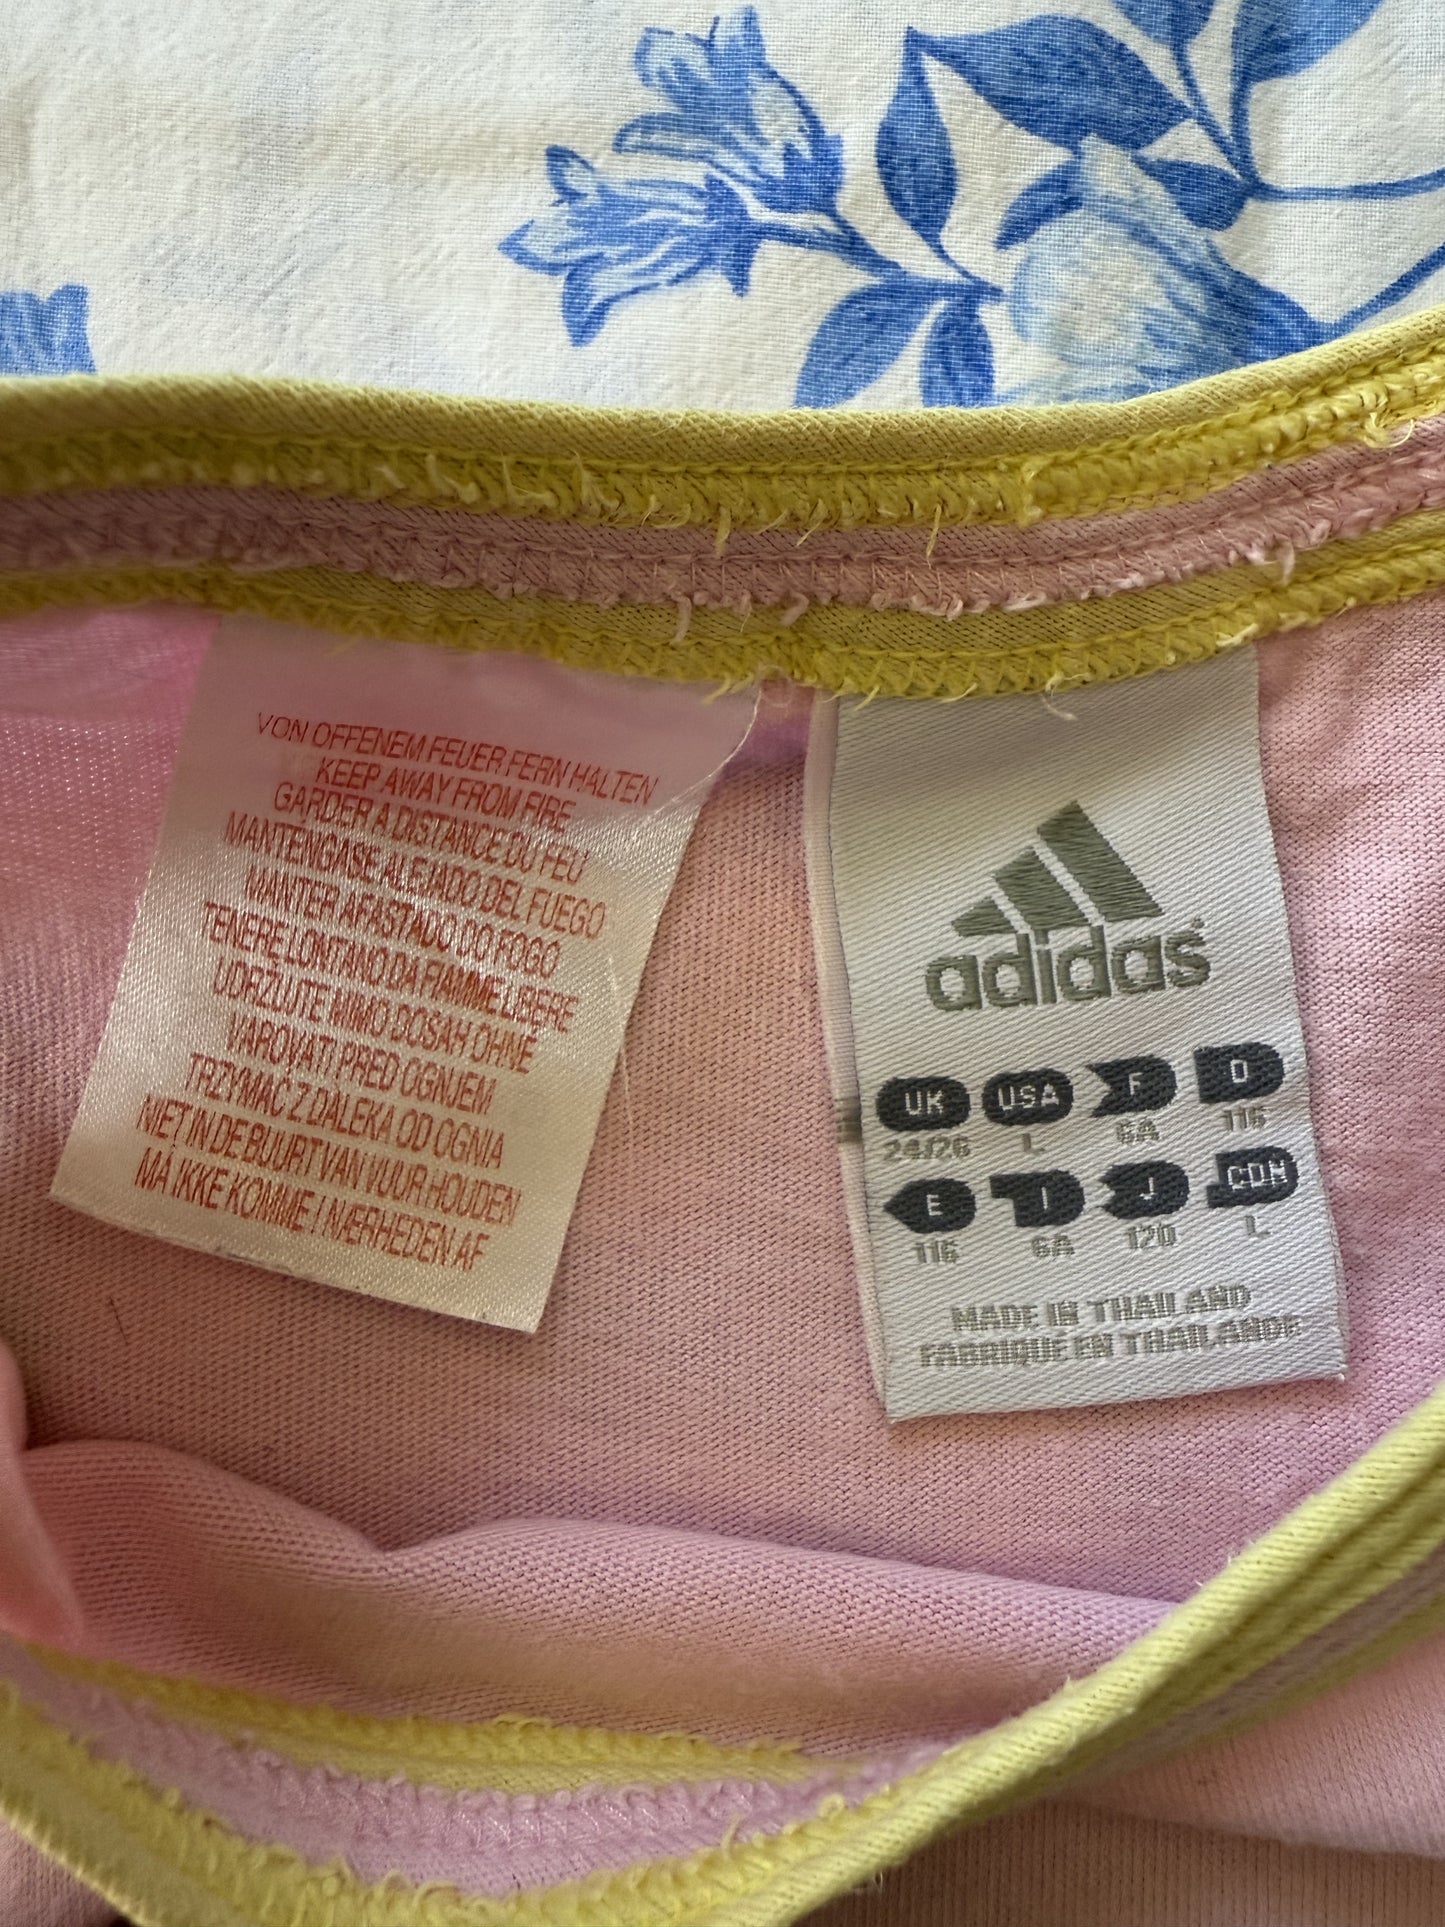 VON OFFENEM FEUER FERN HALTEN
KEEP AWAY FROM FIRE
GARDER A DISTANCE DU FEU
MANTENGASE ALEJADO DEL FUEGO
MANTER AFASTADO DO FOGO
TENERE LONTANO DA FIAMME LIBERE
UDRŽUJTE MIMO DOSAH OHNĚ
VAROVATI PRED OGNJEM
TRZYMAĆ Z DALEKA OD OGNIA
NIET IN DE BUURT VAN VUUR HOUDEN
MÅ IKKE KOMME I NÆRHEDEN AF
adidas®
UK USA F D
24/26 L 6A 116
E I J CDN
116 6A 120 L
MADE IN THAILAND
FABRIQUÉ EN THAILANDE